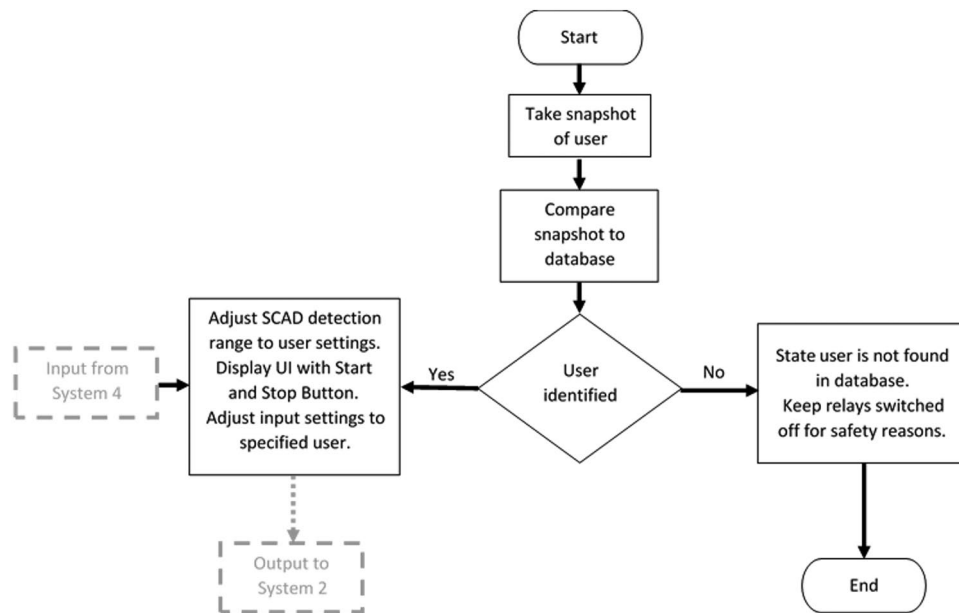 Start
Take snapshot
of user
Compare
snapshot to
database
User
identified
Yes
No
Adjust SCAD detection
range to user settings.
Display UI with Start
and Stop Button.
Adjust input settings to
specified user.
Input from
System 4
Output to
System 2
State user is not found
in database.
Keep relays switched
off for safety reasons.
End